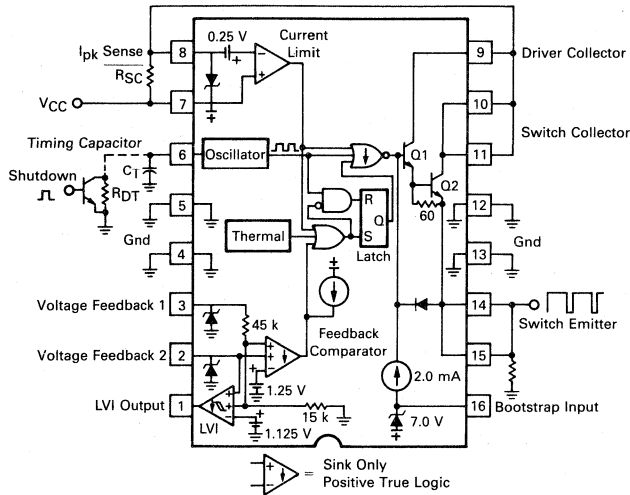 Ipk Sense
8
0.25 V
Current
Limit
9
Driver Collector
RSC
VCC
7
10
Timing Capacitor
6
Oscillator
Q1
11
Switch Collector
CT
Shutdown
RDT
Q2
5
R
60
12
Q
Gnd
4
Thermal
S
Latch
13
Gnd
Voltage Feedback 1
3
14
45 k
Feedback
Comparator
Switch Emitter
Voltage Feedback 2
2
15
1.25 V
2.0 mA
LVI Output
1
LVI
15 k
16
Bootstrap Input
1.125 V
7.0 V
= Sink Only
Positive True Logic